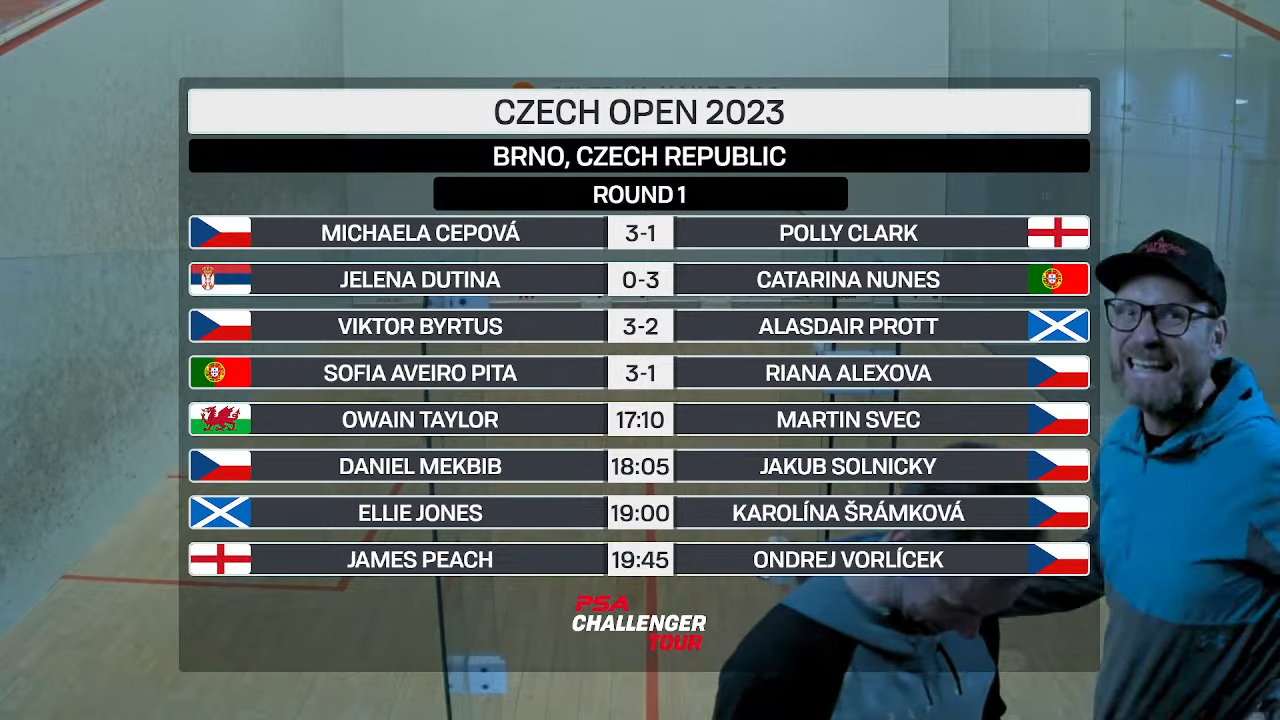 CZECH OPEN 2023
BRNO, CZECH REPUBLIC
ROUND 1
MICHAELA CEPOVÁ 3-1 POLLY CLARK
JELENA DUTINA 0-3 CATARINA NUNES
VIKTOR BYRTUS 3-2 ALASDAIR PROTT
SOFIA AVEIRO PITA 3-1 RIANA ALEXOVA
OWAIN TAYLOR 17:10 MARTIN SVEC
DANIEL MEKBIB 18:05 JAKUB SOLNICKY
ELLIE JONES 19:00 KAROLÍNA ŠRÁMKOVÁ
JAMES PEACH 19:45 ONDREJ VORLÍCEK
PSA
CHALLENGER
TOUR